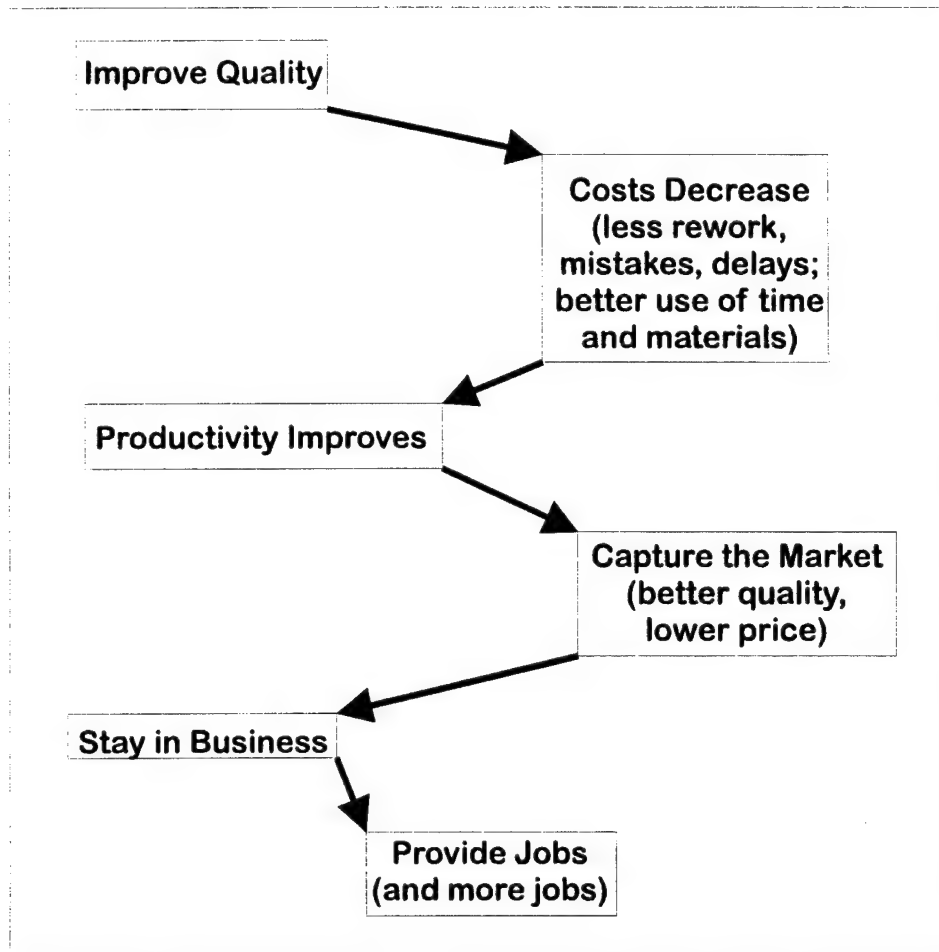 Improve Quality
Costs Decrease
(less rework,
mistakes, delays;
better use of time
and materials)
Productivity Improves
Capture the Market
(better quality,
lower price)
Stay in Business
Provide Jobs
(and more jobs)